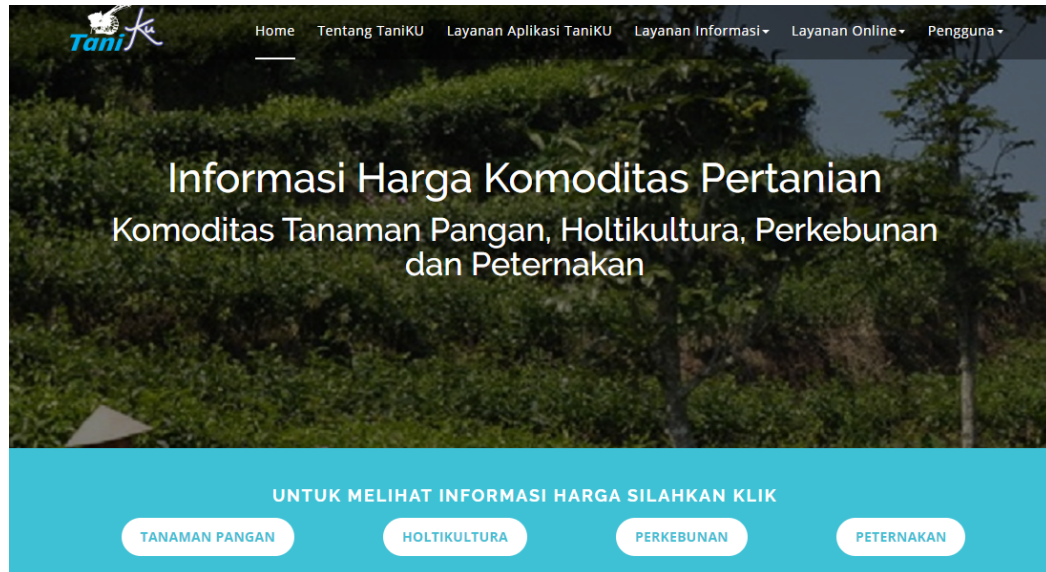 Tani Ku
Home Tentang TaniKU Layanan Aplikasi TaniKU Layanan Informasi Layanan Online Pengguna
Informasi Harga Komoditas Pertanian
Komoditas Tanaman Pangan, Holtikultura, Perkebunan
dan Peternakan
UNTUK MELIHAT INFORMASI HARGA SILAHKAN KLIK
TANAMAN PANGAN HOLTIKULTURA PERKEBUNAN PETERNAKAN